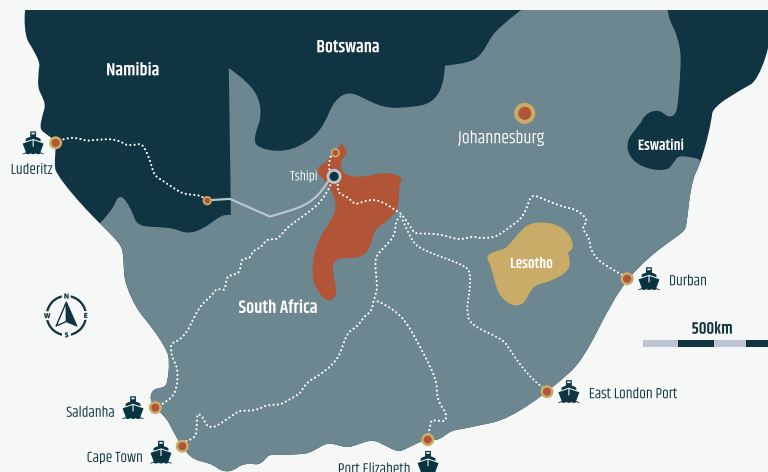 Botswana
Namibia
Johannesburg
Eswatini
Luderitz
Tshipi
Lesotho
Durban
South Africa
N
W
E
S
500km
East London Port
Saldanha
Cape Town
Port Elizabeth